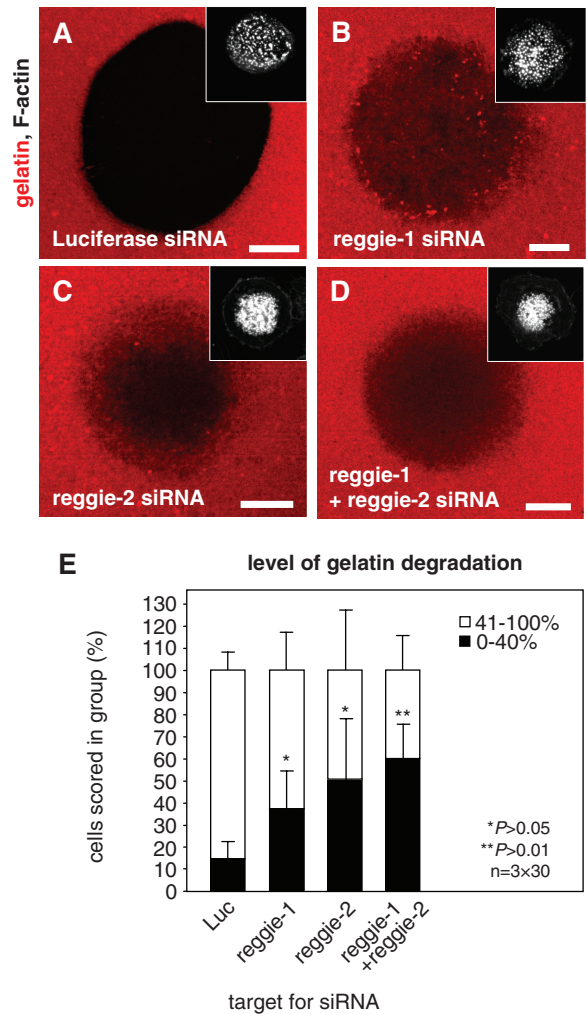 gelatin, F-actin
A
Luciferase siRNA
B
reggie-1 siRNA
C
reggie-2 siRNA
D
reggie-1
+ reggie-2 siRNA
E
level of gelatin degradation
cells scored in group (%)
130
120
110
100
90
80
70
60
50
40
30
20
10
0
41-100%
0-40%
*
*
**
*P>0.05
**P>0.01
n=3×30
Luc
reggie-1
reggie-2
reggie-1
+reggie-2
target for siRNA